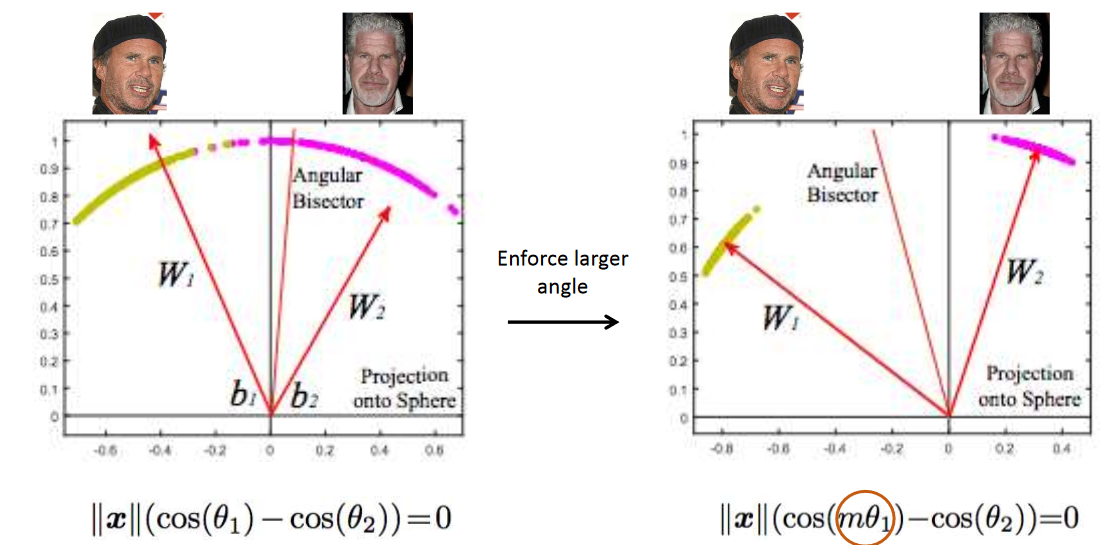 1
0.9
0.8
0.7
0.6
0.5
0.4
0.3
0.2
0.1
0
-0.6
-0.4
-0.2
0
0.2
0.4
0.6
Angular
Bisector
W₁
W₂
b₁
b₂
Projection
onto Sphere
‖x‖(cos(θ₁)−cos(θ₂))=0
Enforce larger
angle
1
0.9
0.8
0.7
0.6
0.5
0.4
0.3
0.2
0.1
0
-0.8
-0.6
-0.4
-0.2
0
0.2
0.4
Angular
Bisector
W₁
W₂
Projection
onto Sphere
‖x‖(cos(mθ₁)−cos(θ₂))=0